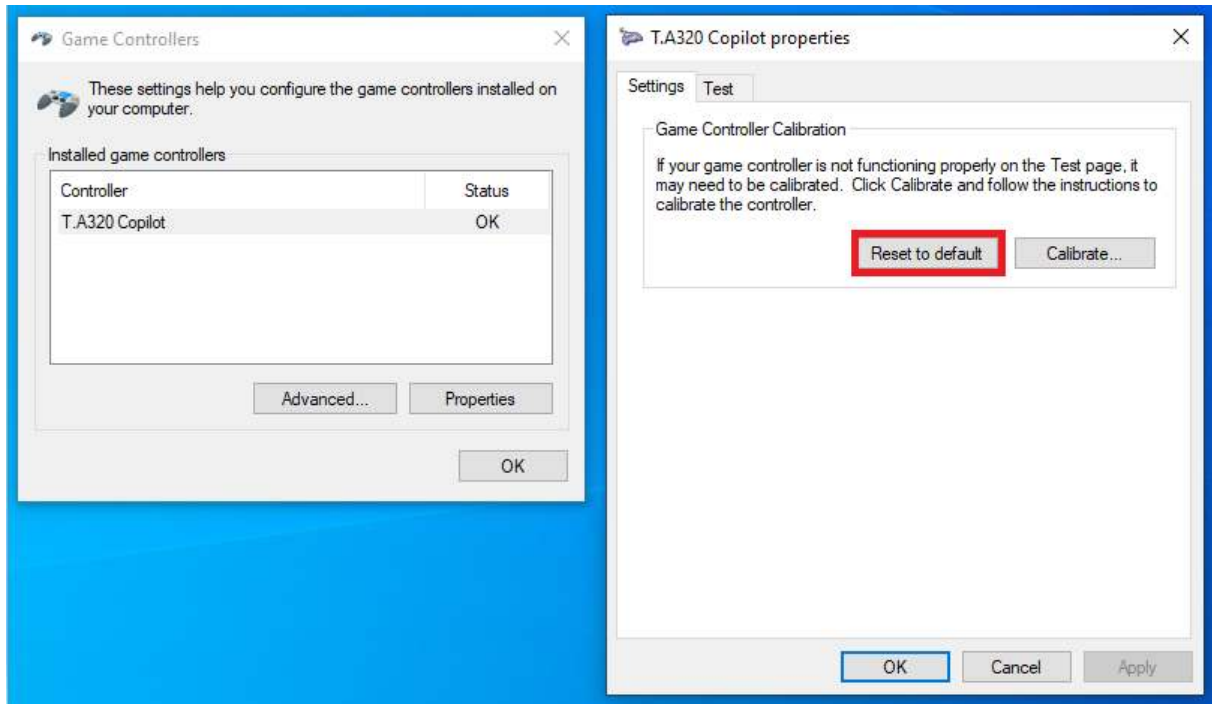 Game Controllers
These settings help you configure the game controllers installed on
your computer.
Installed game controllers
Controller Status
T.A320 Copilot OK
Advanced... Properties
OK
T.A320 Copilot properties
Settings Test
Game Controller Calibration
If your game controller is not functioning properly on the Test page, it
may need to be calibrated. Click Calibrate and follow the instructions to
calibrate the controller.
Reset to default Calibrate...
OK Cancel Apply